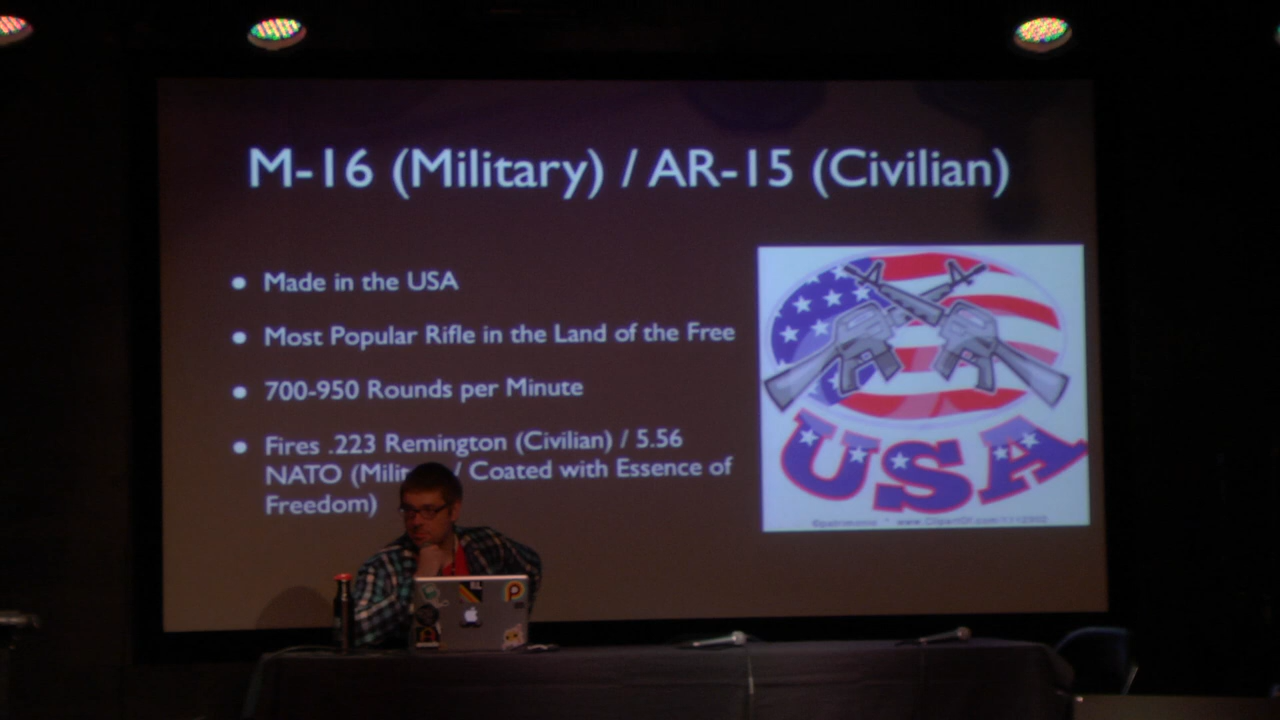 M-16 (Military) / AR-15 (Civilian)
Made in the USA
Most Popular Rifle in the Land of the Free
700-950 Rounds per Minute
Fires .223 Remington (Civilian) / 5.56
NATO / Coated with Essence of
Freedom)
USA